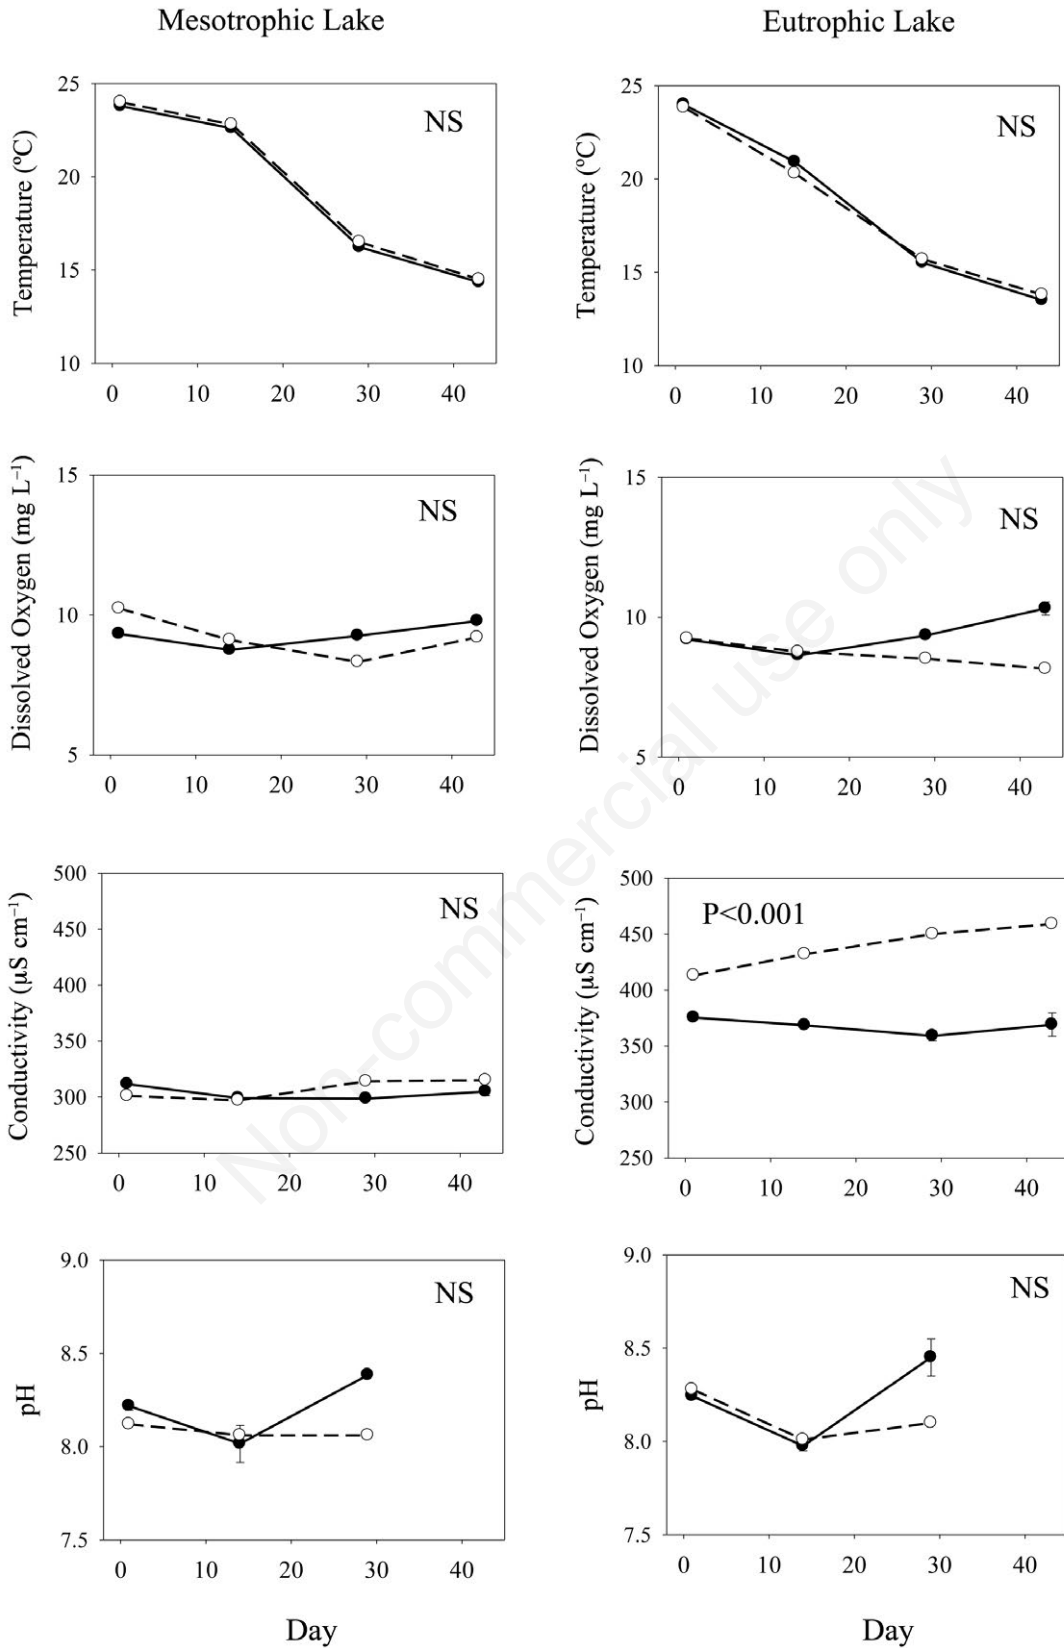 Mesotrophic Lake
Eutrophic Lake
25
20
15
10
Temperature (ºC)
NS
0 10 20 30 40
25
20
15
10
Temperature (ºC)
NS
0 10 20 30 40
15
10
5
Dissolved Oxygen (mg L⁻¹)
NS
0 10 20 30 40
15
10
5
Dissolved Oxygen (mg L⁻¹)
NS
0 10 20 30 40
500
450
400
350
300
250
Conductivity (µS cm⁻¹)
NS
0 10 20 30 40
500
450
400
350
300
250
Conductivity (µS cm⁻¹)
P<0.001
0 10 20 30 40
9.0
8.5
8.0
7.5
pH
NS
0 10 20 30 40
Day
9.0
8.5
8.0
7.5
pH
NS
0 10 20 30 40
Day
Non-commercial use only